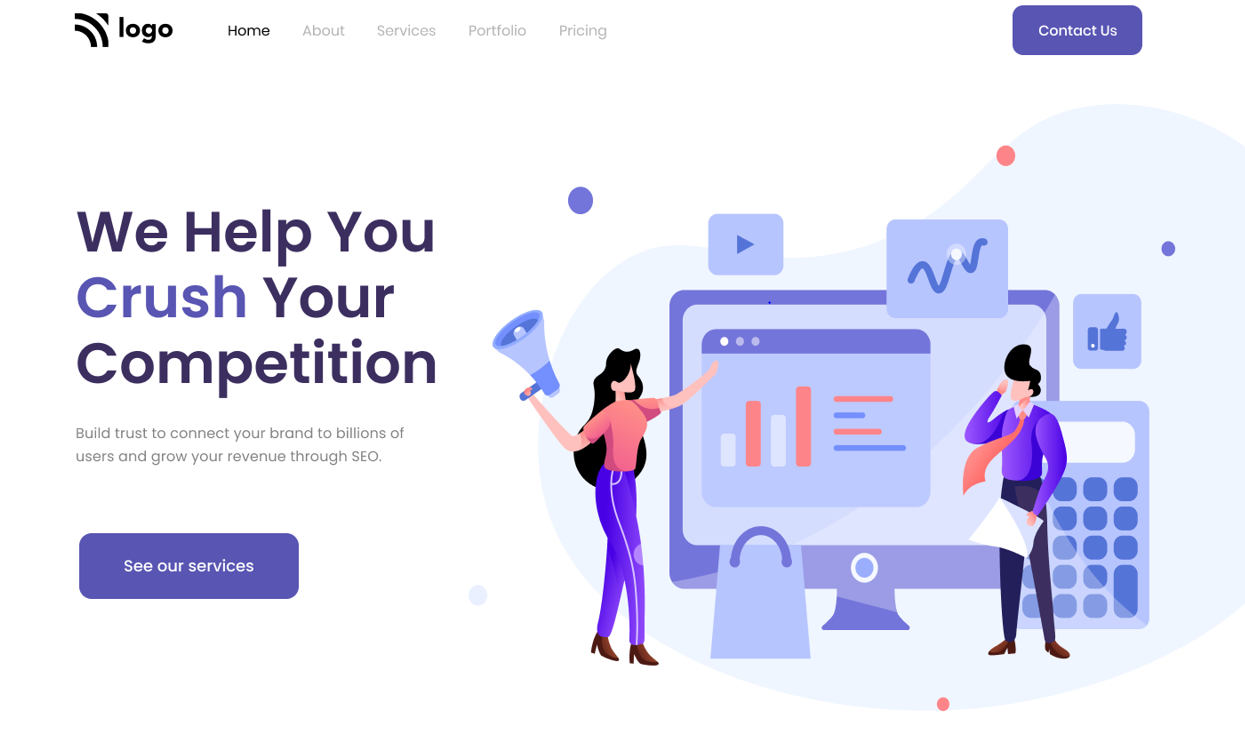 logo
Home
About
Services
Portfolio
Pricing
Contact Us
We Help You
Crush Your
Competition
Build trust to connect your brand to billions of
users and grow your revenue through SEO.
See our services